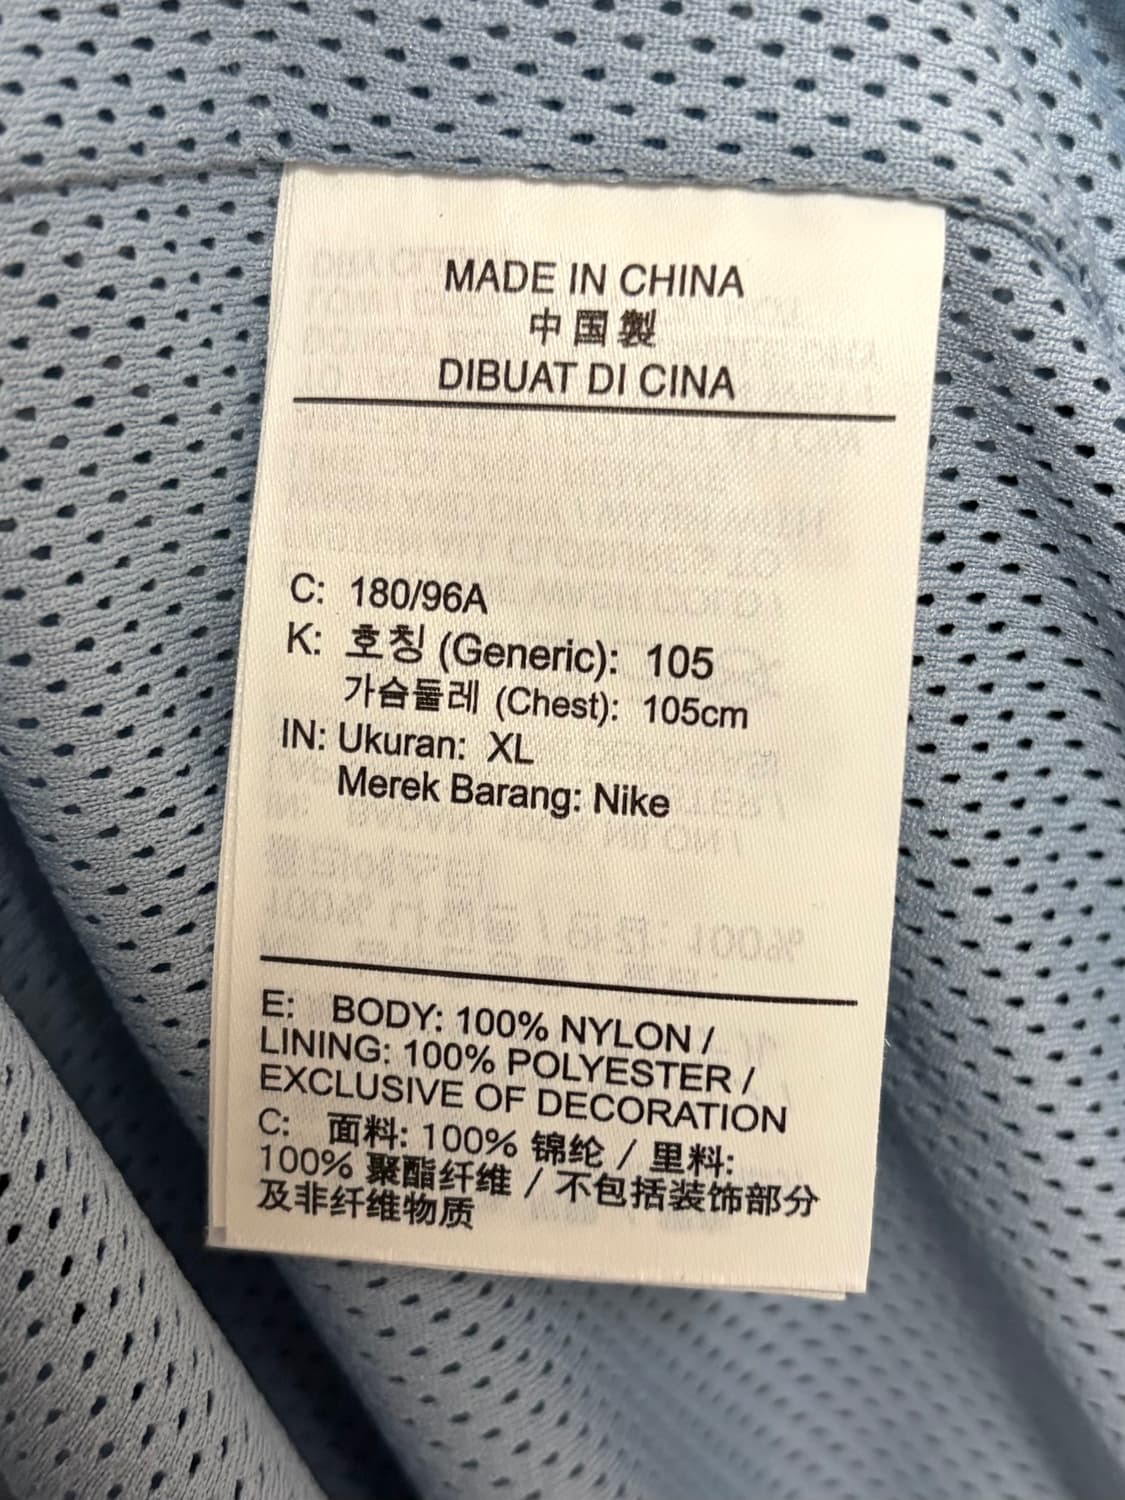 MADE IN CHINA
中国製
DIBUAT DI CINA
C: 180/96A
K: 호칭 (Generic): 105
가슴둘레 (Chest): 105cm
IN: Ukuran: XL
Merek Barang: Nike
E: BODY: 100% NYLON /
LINING: 100% POLYESTER /
EXCLUSIVE OF DECORATION
C: 面料: 100% 锦纶 / 里料:
100% 聚酯纤维 / 不包括装饰部分
及非纤维物质